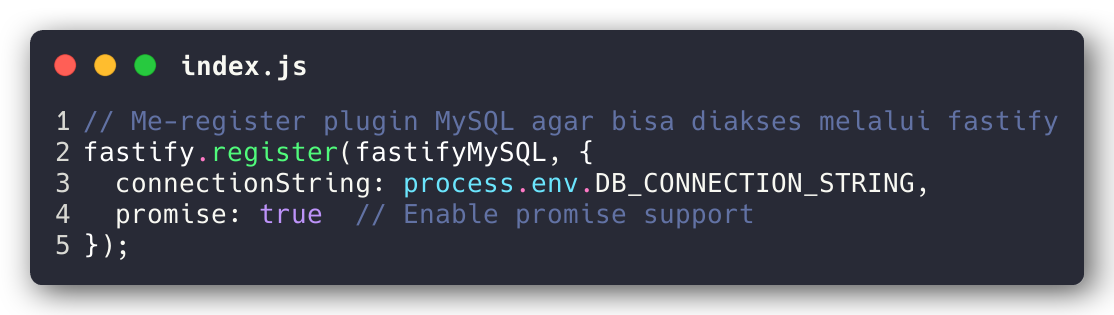 index.js
1 // Me-register plugin MySQL agar bisa diakses melalui fastify
2 fastify.register(fastifyMySQL, {
3   connectionString: process.env.DB_CONNECTION_STRING,
4   promise: true  // Enable promise support
5 });